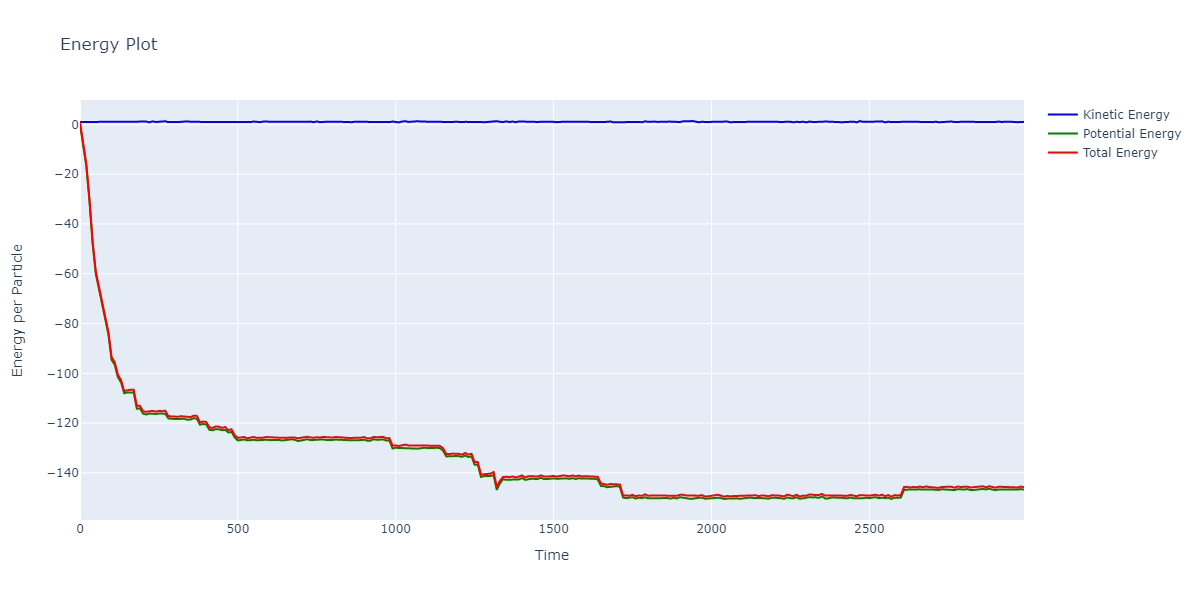 Energy Plot
Kinetic Energy
Potential Energy
Total Energy
Energy per Particle
0
−20
−40
−60
−80
−100
−120
−140
0
500
1000
1500
2000
2500
Time